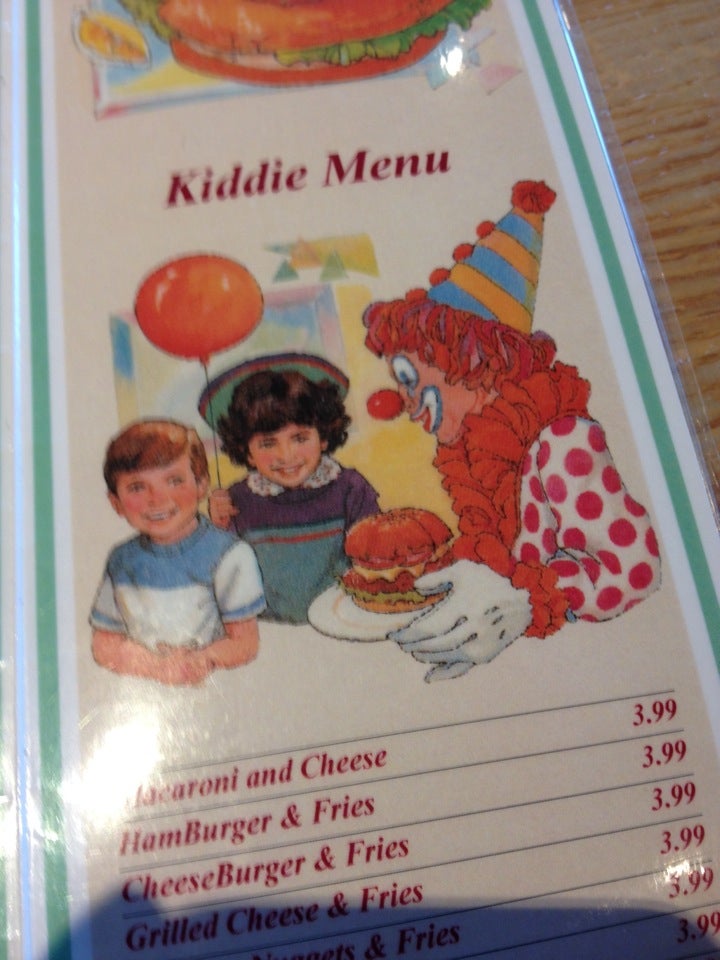 Kiddie Menu
Macaroni and Cheese 3.99
HamBurger & Fries 3.99
CheeseBurger & Fries 3.99
Grilled Cheese & Fries 3.99
Nuggets & Fries 3.99
3.99